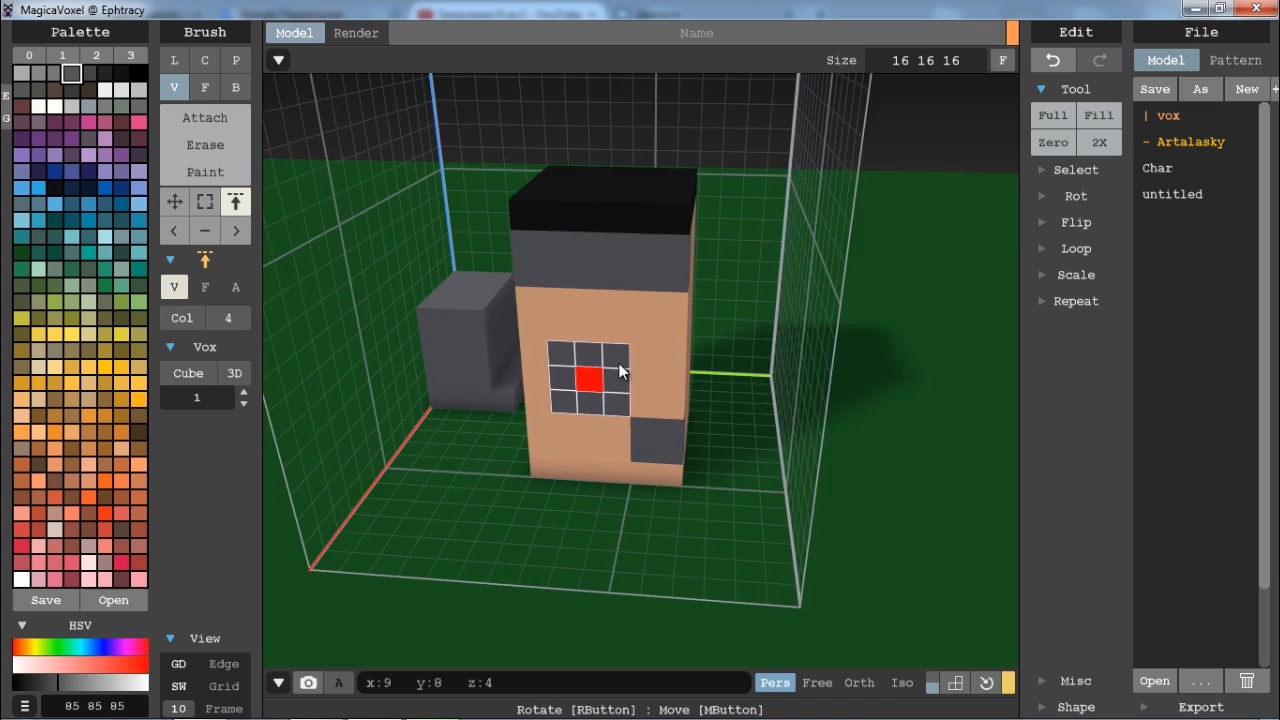 MagicaVoxel @ Ephtracy
Palette
0 1 2 3
E
G
Save Open
HSV
85 85 85
Brush
L C P
V F B
Attach
Erase
Paint
V F A
Col 4
Vox
Cube 3D
1
View
GD Edge
SW Grid
10 Frame
Model Render Name
Size 16 16 16 F
A x:9 y:8 z:4 Pers Free Orth Iso
Rotate [RButton] : Move [MButton]
Edit
Tool
Full Fill
Zero 2X
Select
Rot
Flip
Loop
Scale
Repeat
Misc
Shape
File
Model Pattern
Save As New +
| vox
- Artalasky
Char
untitled
Open ...
Export